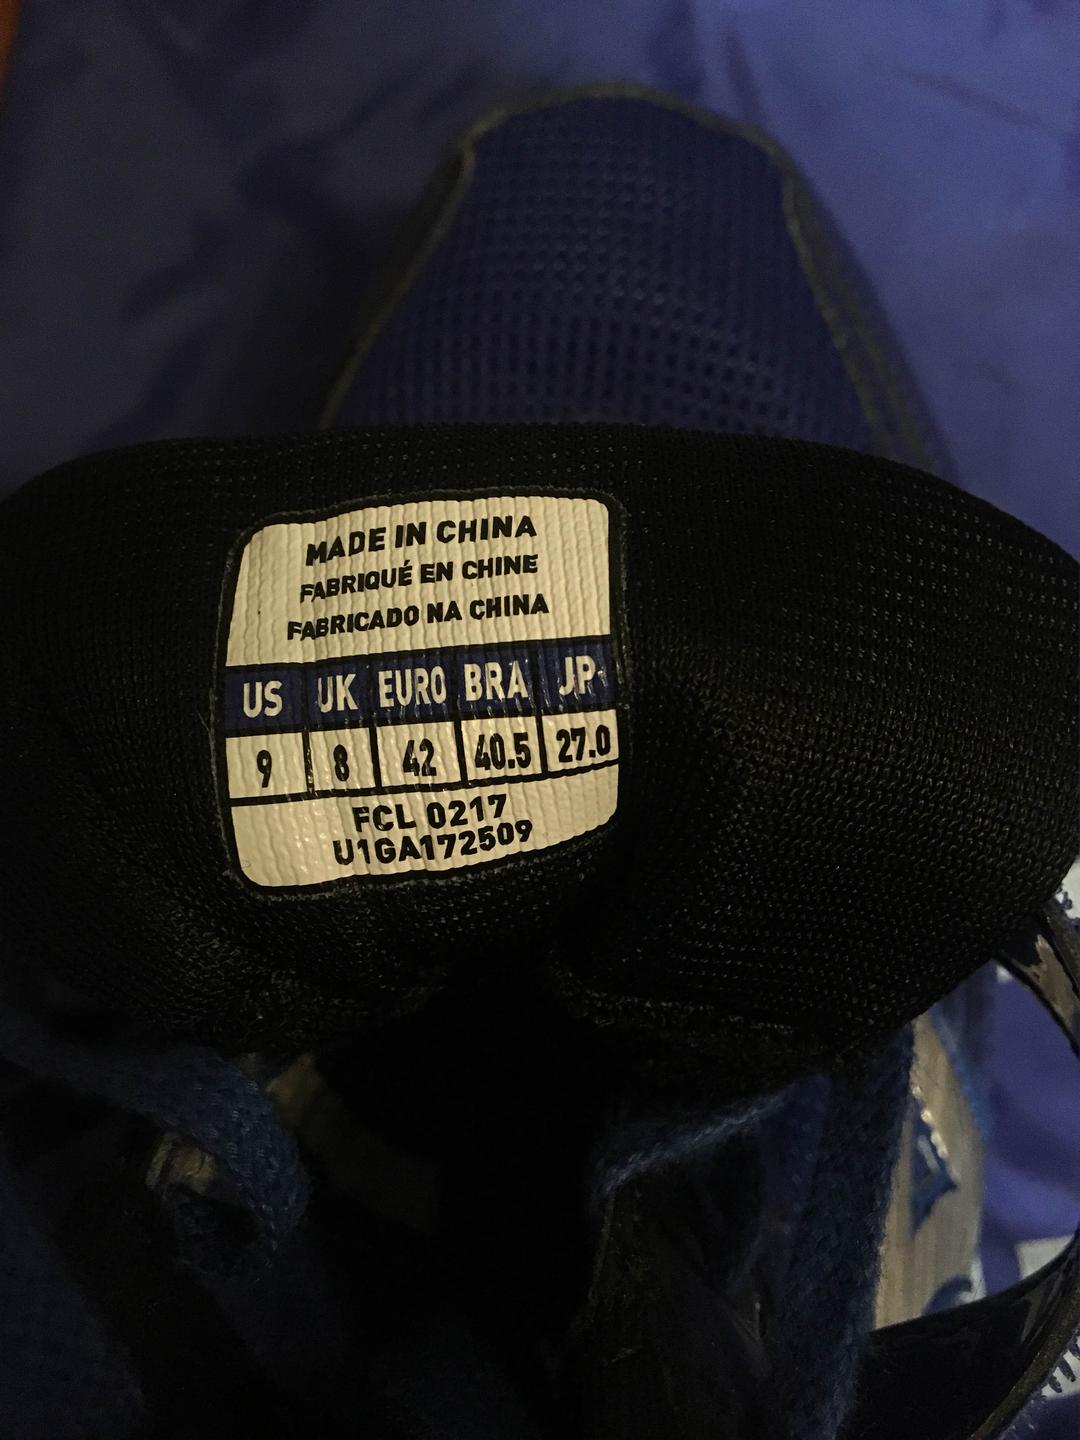 MADE IN CHINA
FABRIQUÉ EN CHINE
FABRICADO NA CHINA
US UK EURO BRA JP
9 8 42 40.5 27.0
FCL 0217
U1GA172509